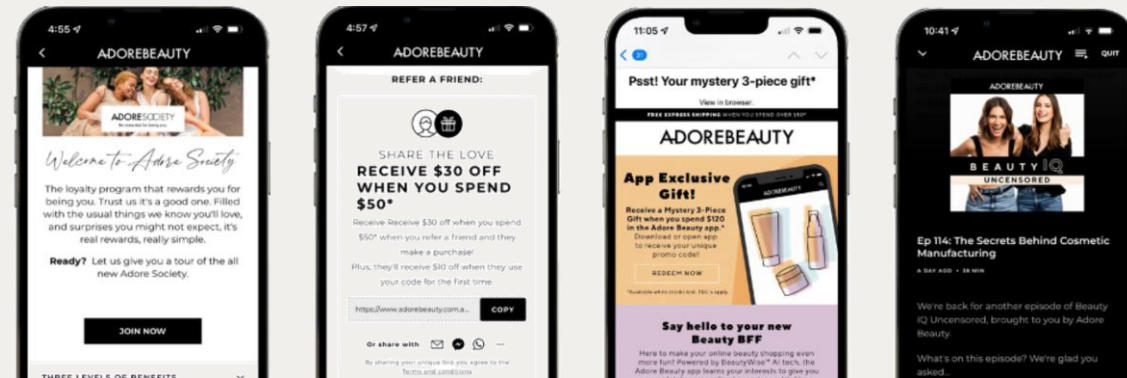 4:55
ADOREBEAUTY
ADORESOCIETY
Be rewarded for being you.
Welcome to Adore Society
The loyalty program that rewards you for
being you. Trust us it's a good one. Filled
with the usual things we know you'll love,
and surprises you might not expect, it's
real rewards, really simple.
Ready? Let us give you a tour of the all
new Adore Society.
JOIN NOW
THREE LEVELS OF BENEFITS
4:57
ADOREBEAUTY
REFER A FRIEND:
SHARE THE LOVE
RECEIVE $30 OFF
WHEN YOU SPEND
$50*
Receive Receive $30 off when you spend
$50* when you refer a friend and they
make a purchase!
Plus, they'll receive $10 off when they use
your code for the first time
https://www.adorebeauty.com.a...
COPY
Or share with
By sharing your unique link you agree to the
Terms and conditions
11:05
31
Psst! Your mystery 3-piece gift*
View in browser.
FREE EXPRESS SHIPPING WHEN YOU SPEND OVER $50*
ADOREBEAUTY
App Exclusive
Gift!
Receive a Mystery 3-Piece
Gift when you spend $120
in the Adore Beauty app.*
Download or open app
to receive your unique
promo code!
REDEEM NOW
*Available while stocks last. T&C's apply.
ADOREBEAUTY
Say hello to your new
Beauty BFF
Here to make your online beauty shopping even
more fun! Powered by BeautyWise™ AI tech, the
Adore Beauty app learns your interests to give you
10:41
ADOREBEAUTY
QUIT
ADOREBEAUTY
BEAUTY IQ
UNCENSORED
Ep 114: The Secrets Behind Cosmetic
Manufacturing
A DAY AGO • 38 MIN
We're back for another episode of Beauty
IQ Uncensored, brought to you by Adore
Beauty.
What's on this episode? We're glad you
asked...